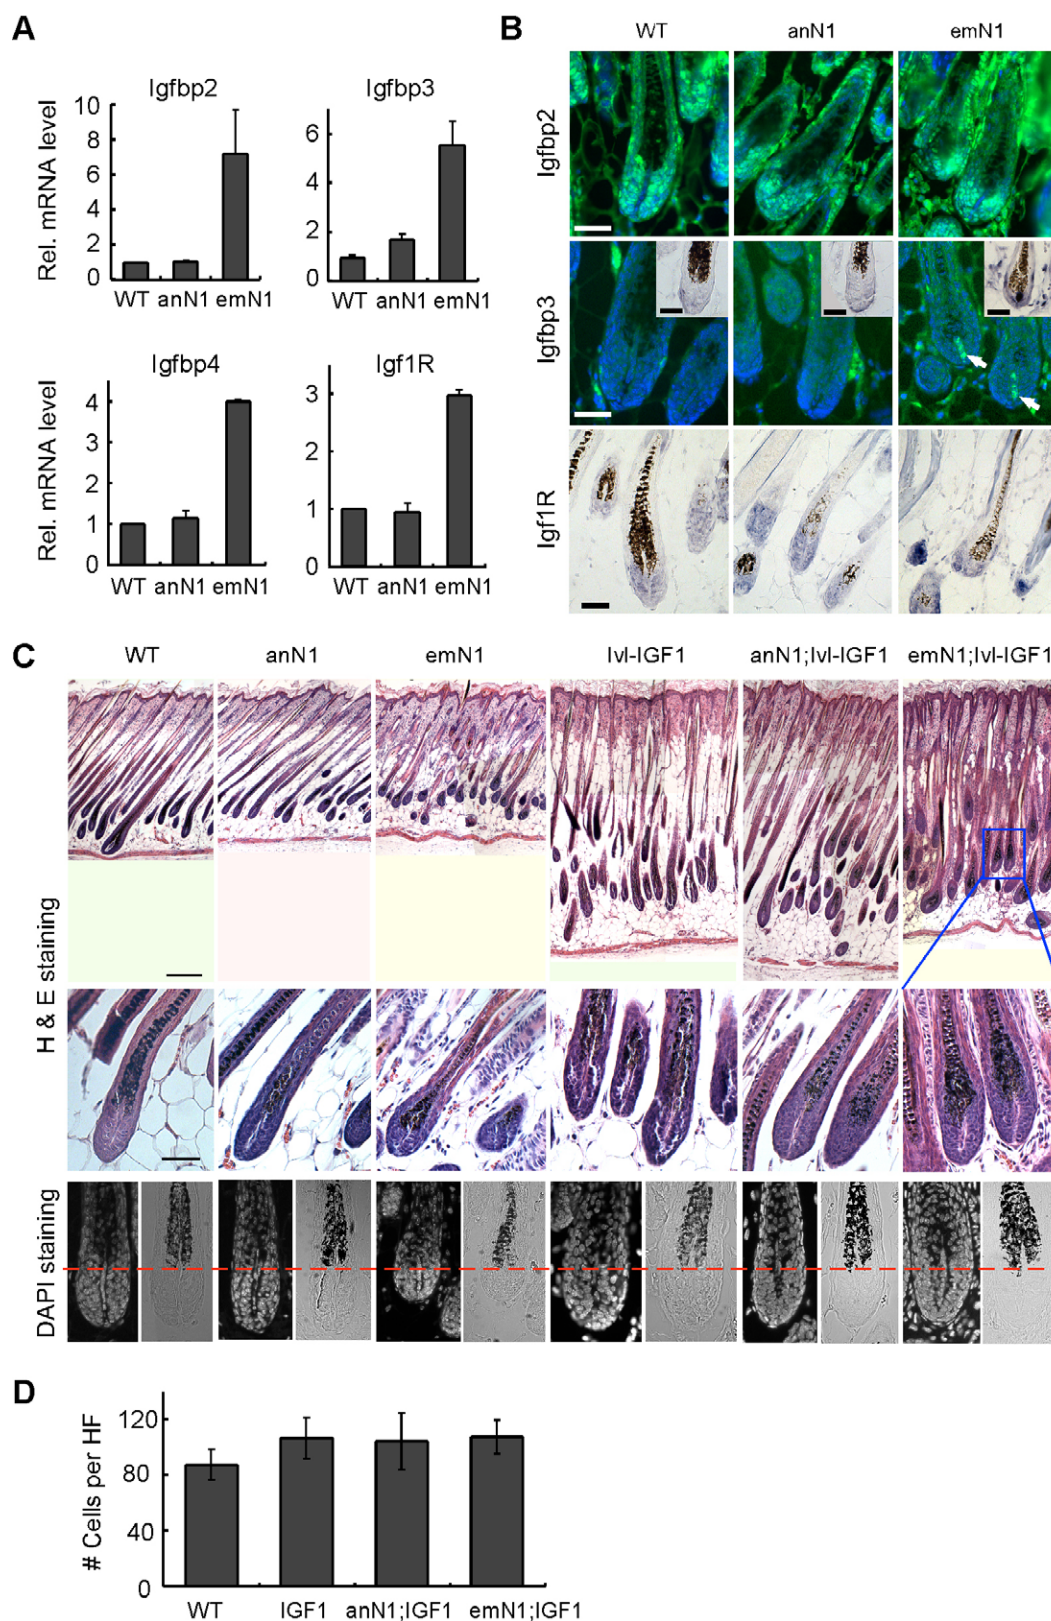 A
Igfbp2
Rel. mRNA level
10
8
6
4
2
0
WT anN1 emN1
Igfbp3
6
4
2
0
WT anN1 emN1
Igfbp4
Rel. mRNA level
4
3
2
1
0
WT anN1 emN1
Igf1R
3
2
1
0
WT anN1 emN1
B
WT anN1 emN1
Igfbp2
Igfbp3
Igf1R
C
WT anN1 emN1 Ivl-IGF1 anN1;Ivl-IGF1 emN1;Ivl-IGF1
H & E staining
DAPI staining
D
# Cells per HF
120
80
40
0
WT IGF1 anN1;IGF1 emN1;IGF1